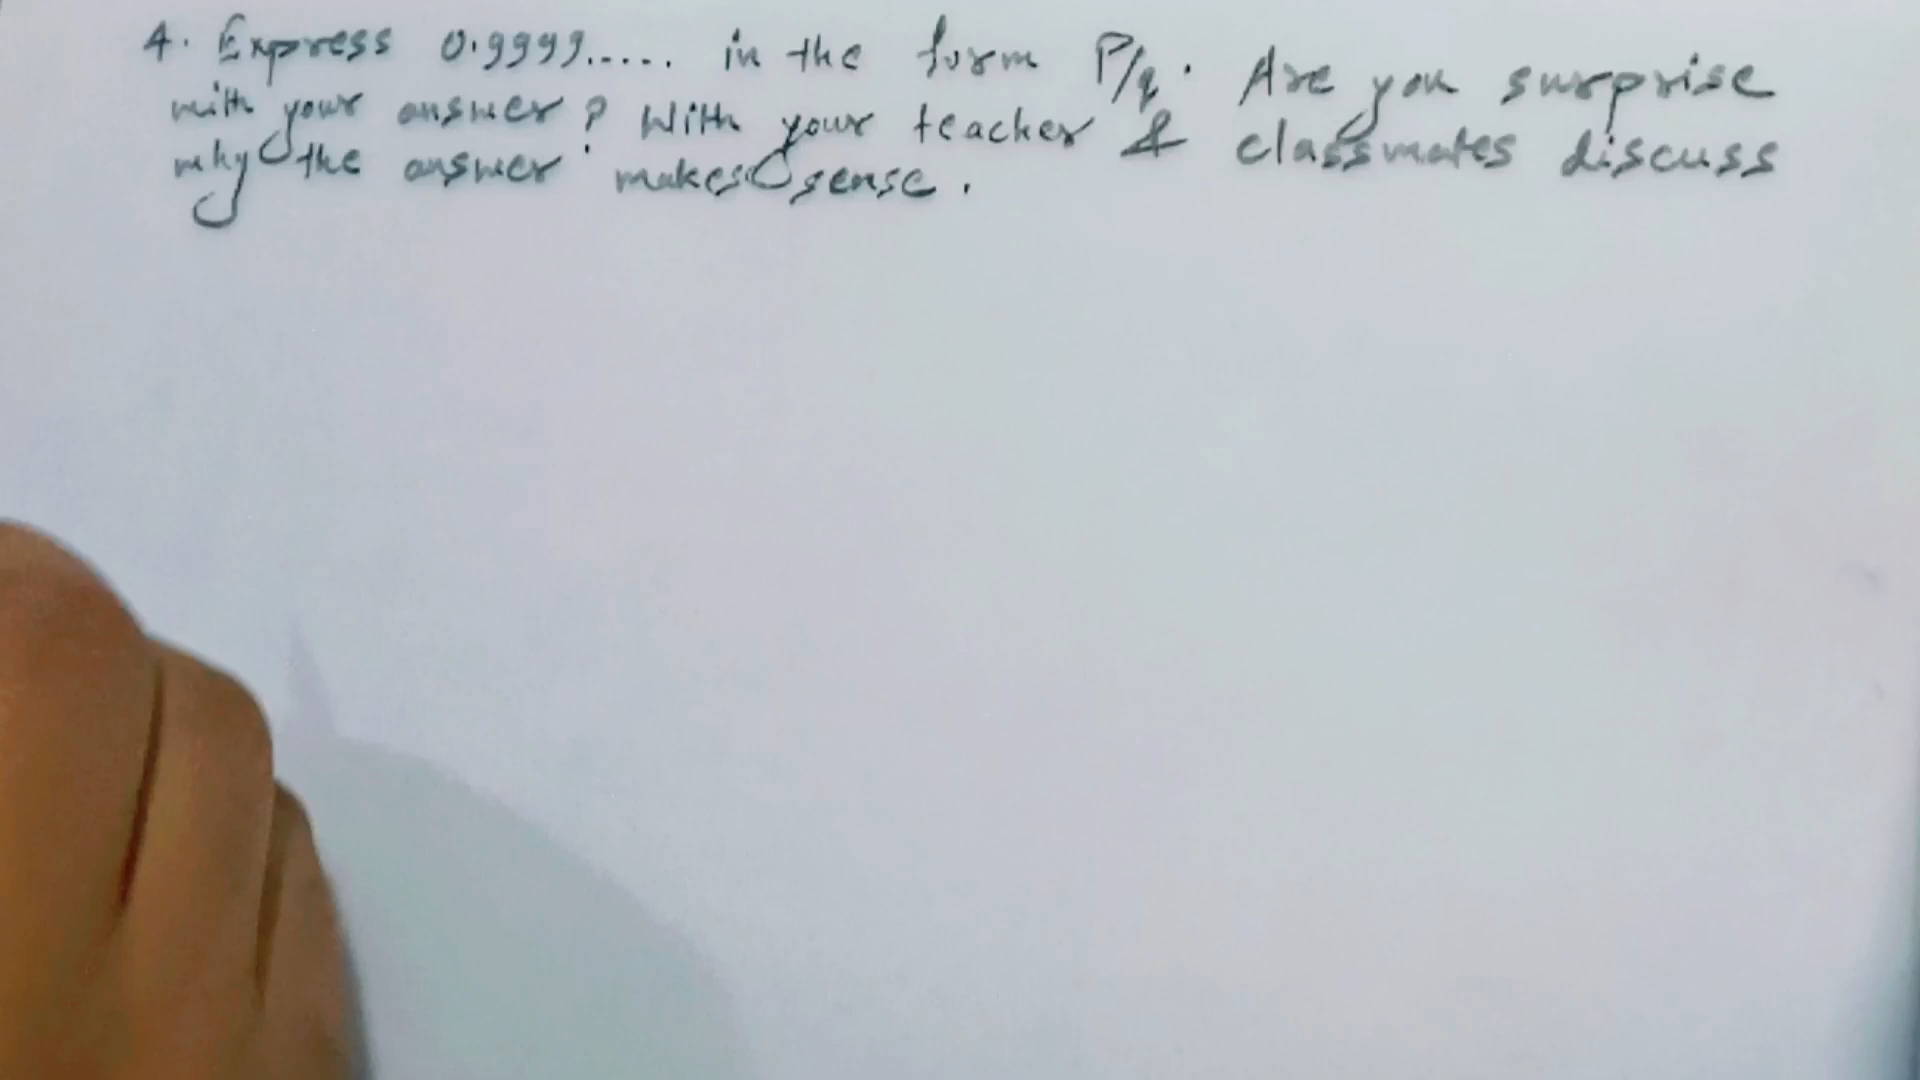 4. Express 0.9999..... in the form P/q. Are you surprise
with your answer? With your teacher & classmates discuss
why the answer makes sense.